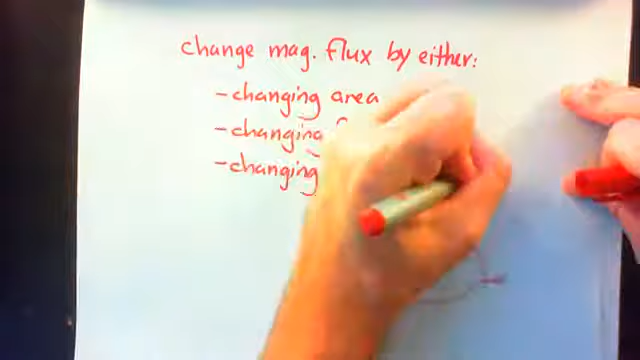 change mag. flux by either:
- changing area
- changing
- changing